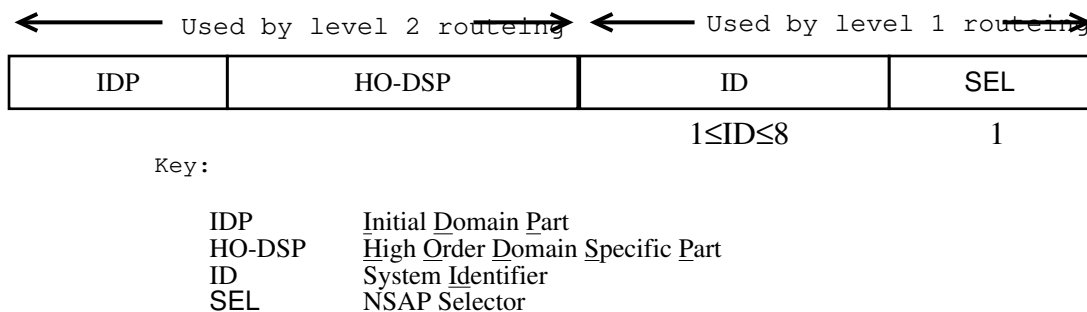 Used by level 2 routeing Used by level 1 routeing
IDP HO-DSP ID SEL
1≤ID≤8 1
Key:
IDP Initial Domain Part
HO-DSP High Order Domain Specific Part
ID System Identifier
SEL NSAP Selector